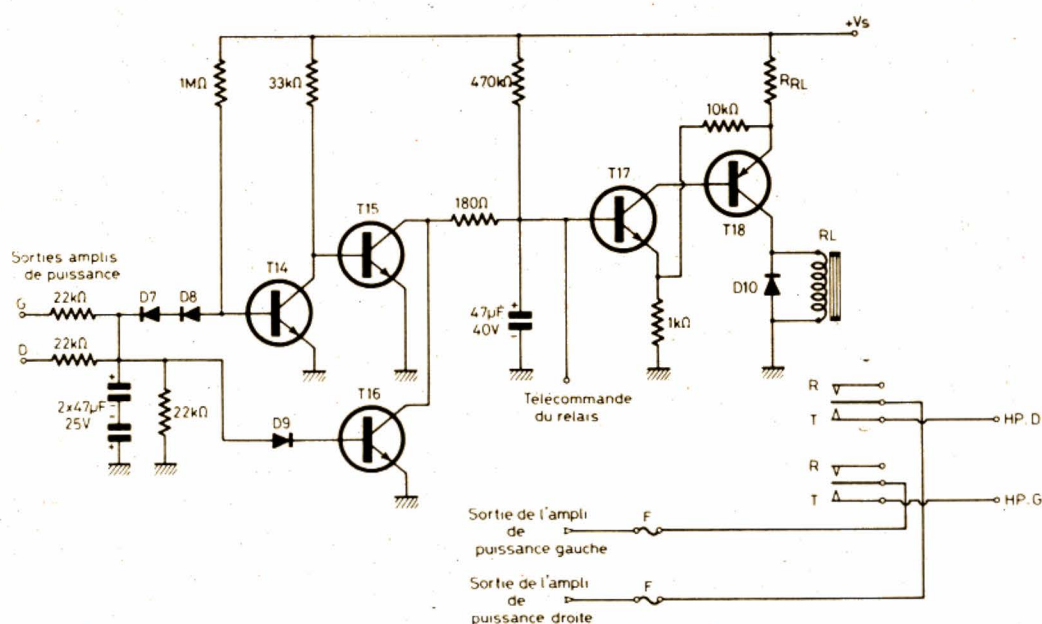 +Vs
1MΩ
33kΩ
470kΩ
RRL
10kΩ
T17
T18
T15
180Ω
Sorties amplis
de puissance
T14
RL
G
22kΩ
D7
D8
D10
47µF
40V
1kΩ
D
22kΩ
2x47µF
25V
22kΩ
D9
T16
Télécommande
du relais
R
T
HP.D
R
T
HP.G
Sortie de l'ampli
de
puissance gauche
F
Sortie de l'ampli
de
puissance droite
F
+
-
-
+
+
-